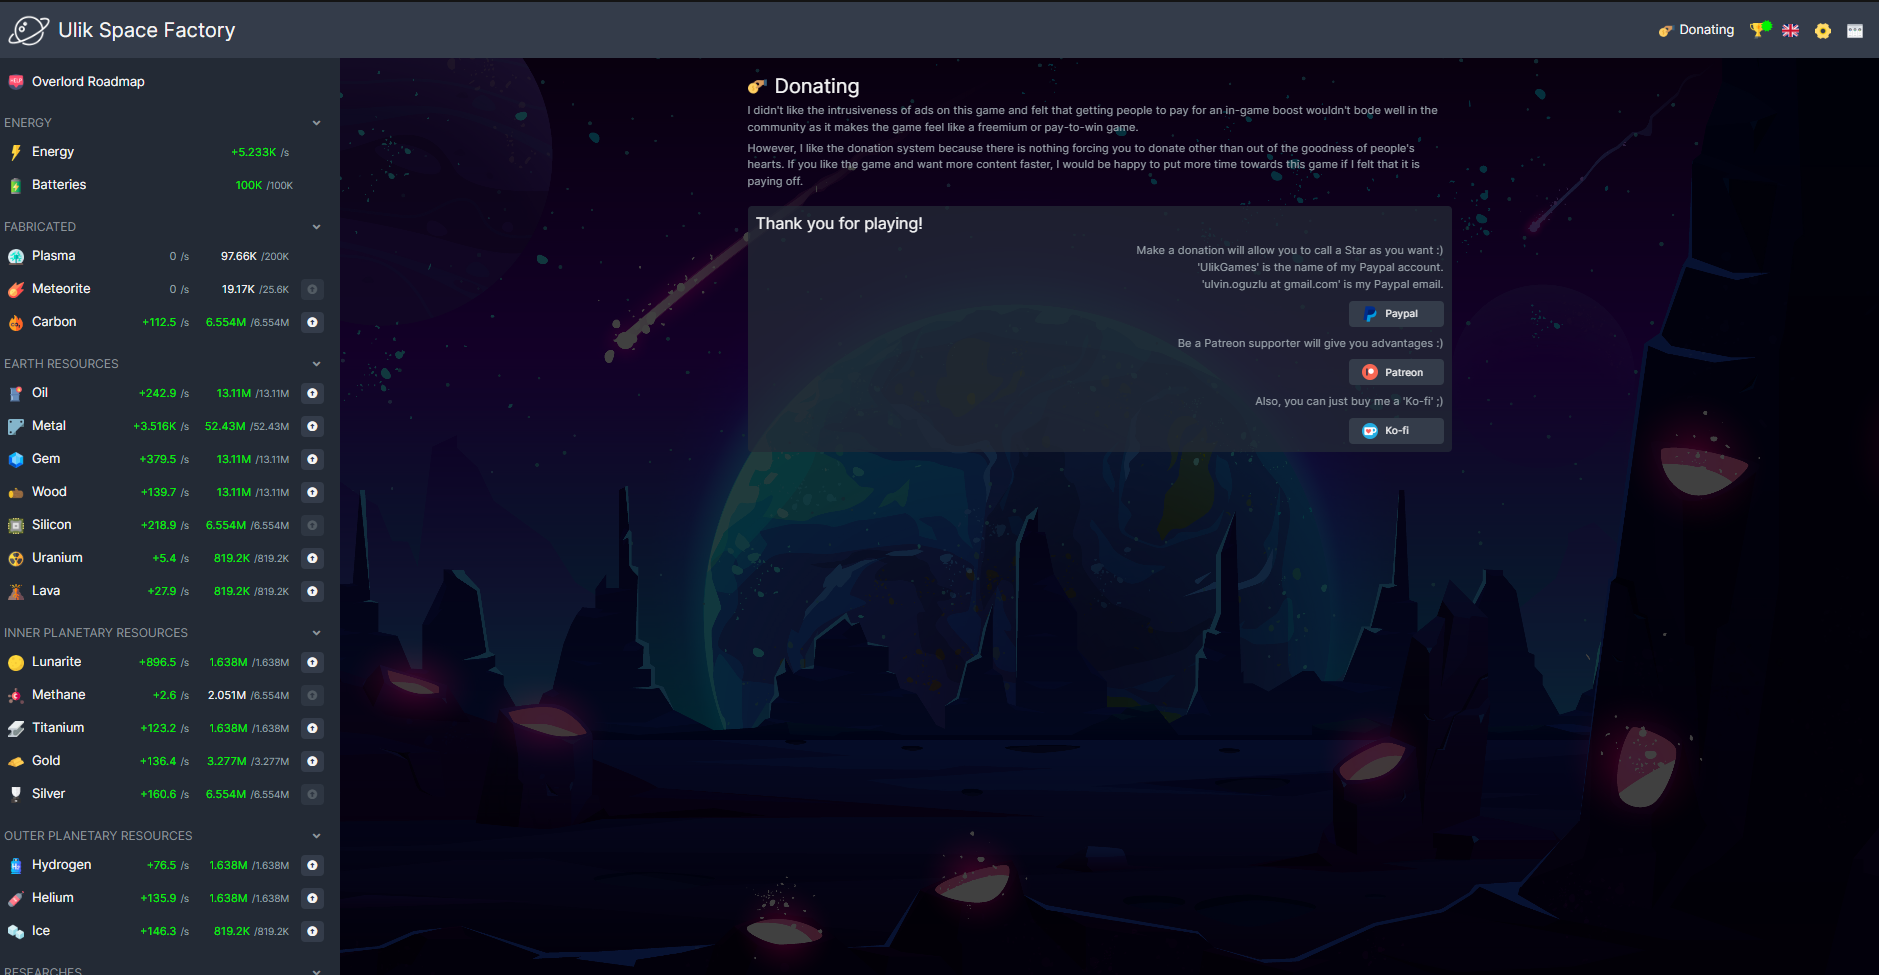 Ulik Space Factory
Donating
Overlord Roadmap
ENERGY
Energy +5.233K /s
Batteries 100K /100K
FABRICATED
Plasma 0 /s 97.66K /200K
Meteorite 0 /s 19.17K /25.6K
Carbon +112.5 /s 6.554M /6.554M
EARTH RESOURCES
Oil +242.9 /s 13.11M /13.11M
Metal +3.516K /s 52.43M /52.43M
Gem +379.5 /s 13.11M /13.11M
Wood +139.7 /s 13.11M /13.11M
Silicon +218.9 /s 6.554M /6.554M
Uranium +5.4 /s 819.2K /819.2K
Lava +27.9 /s 819.2K /819.2K
INNER PLANETARY RESOURCES
Lunarite +896.5 /s 1.638M /1.638M
Methane +2.6 /s 2.051M /6.554M
Titanium +123.2 /s 1.638M /1.638M
Gold +136.4 /s 3.277M /3.277M
Silver +160.6 /s 6.554M /6.554M
OUTER PLANETARY RESOURCES
Hydrogen +76.5 /s 1.638M /1.638M
Helium +135.9 /s 1.638M /1.638M
Ice +146.3 /s 819.2K /819.2K
RESEARCHES
Donating
I didn't like the intrusiveness of ads on this game and felt that getting people to pay for an in-game boost wouldn't bode well in the
community as it makes the game feel like a freemium or pay-to-win game.
However, I like the donation system because there is nothing forcing you to donate other than out of the goodness of people's
hearts. If you like the game and want more content faster, I would be happy to put more time towards this game if I felt that it is
paying off.
Thank you for playing!
Make a donation will allow you to call a Star as you want :)
'UlikGames' is the name of my Paypal account.
'ulvin.oguzlu at gmail.com' is my Paypal email.
Paypal
Be a Patreon supporter will give you advantages :)
Patreon
Also, you can just buy me a 'Ko-fi' ;)
Ko-fi